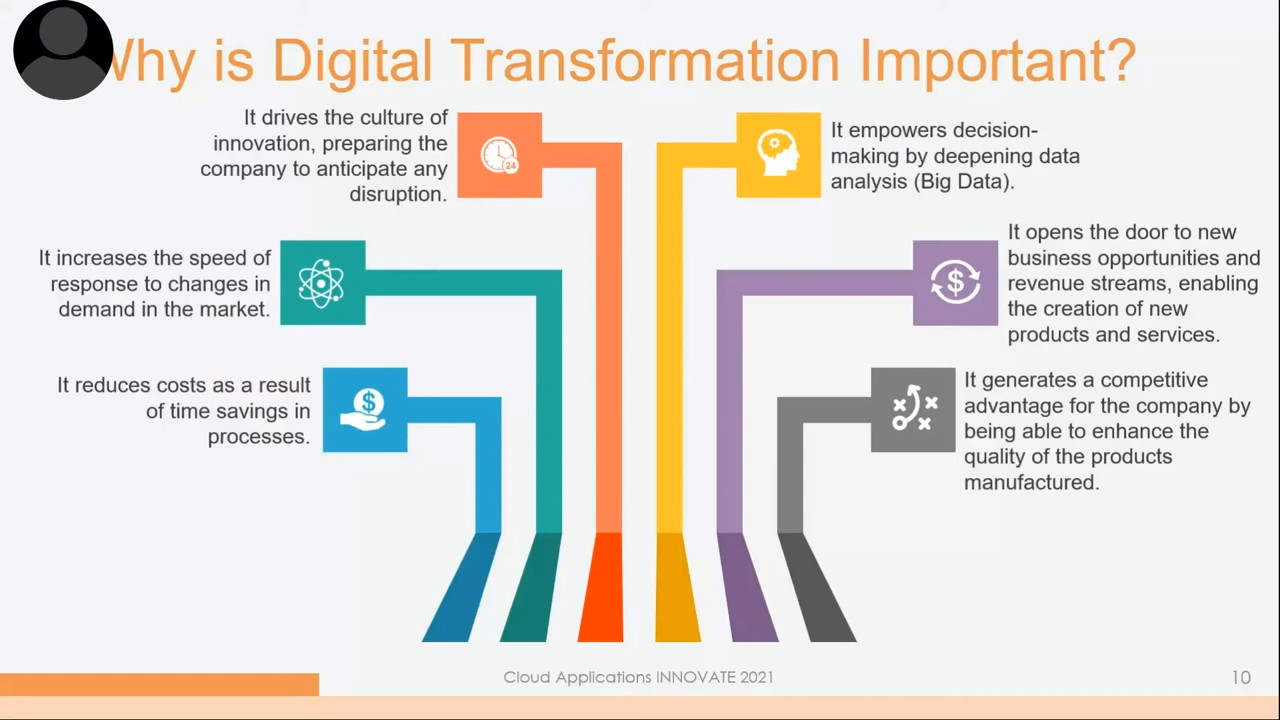 Why is Digital Transformation Important?
It drives the culture of
innovation, preparing the
company to anticipate any
disruption.
24
It empowers decision-
making by deepening data
analysis (Big Data).
It increases the speed of
response to changes in
demand in the market.
$
It opens the door to new
business opportunities and
revenue streams, enabling
the creation of new
products and services.
It reduces costs as a result
of time savings in
processes.
$
It generates a competitive
advantage for the company by
being able to enhance the
quality of the products
manufactured.
Cloud Applications INNOVATE 2021
10